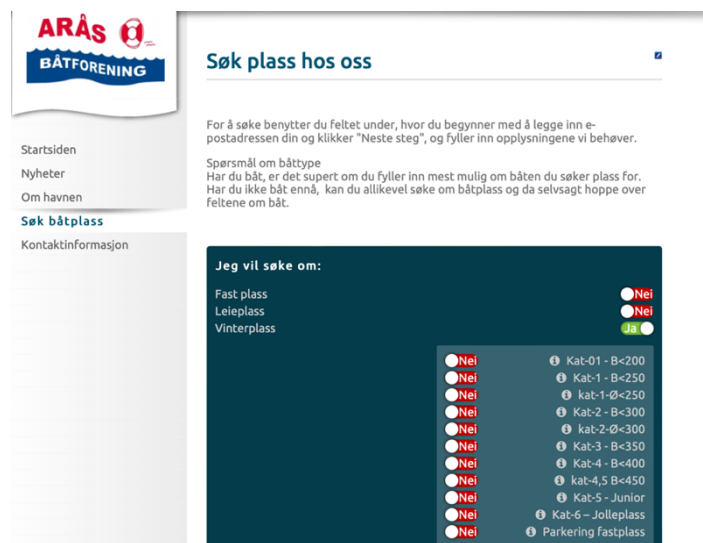 ARÅS
BÅTFORENING
Søk plass hos oss
For å søke benytter du feltet under, hvor du begynner med å legge inn e-
postadressen din og klikker "Neste steg", og fyller inn opplysningene vi behøver.
Spørsmål om båttype
Har du båt, er det supert om du fyller inn mest mulig om båten du søker plass for.
Har du ikke båt ennå, kan du allikevel søke om båtplass og da selvsagt hoppe over
feltene om båt.
Startsiden
Nyheter
Om havnen
Søk båtplass
Kontaktinformasjon
Jeg vil søke om:
Fast plass Nei
Leieplass Nei
Vinterplass Ja
Nei Kat-01 - B<200
Nei Kat-1 - B<250
Nei kat-1-Ø<250
Nei Kat-2 - B<300
Nei kat-2-Ø<300
Nei Kat-3 - B<350
Nei Kat-4 - B<400
Nei kat-4,5 B<450
Nei Kat-5 - Junior
Nei Kat-6 – Jolleplass
Nei Parkering fastplass